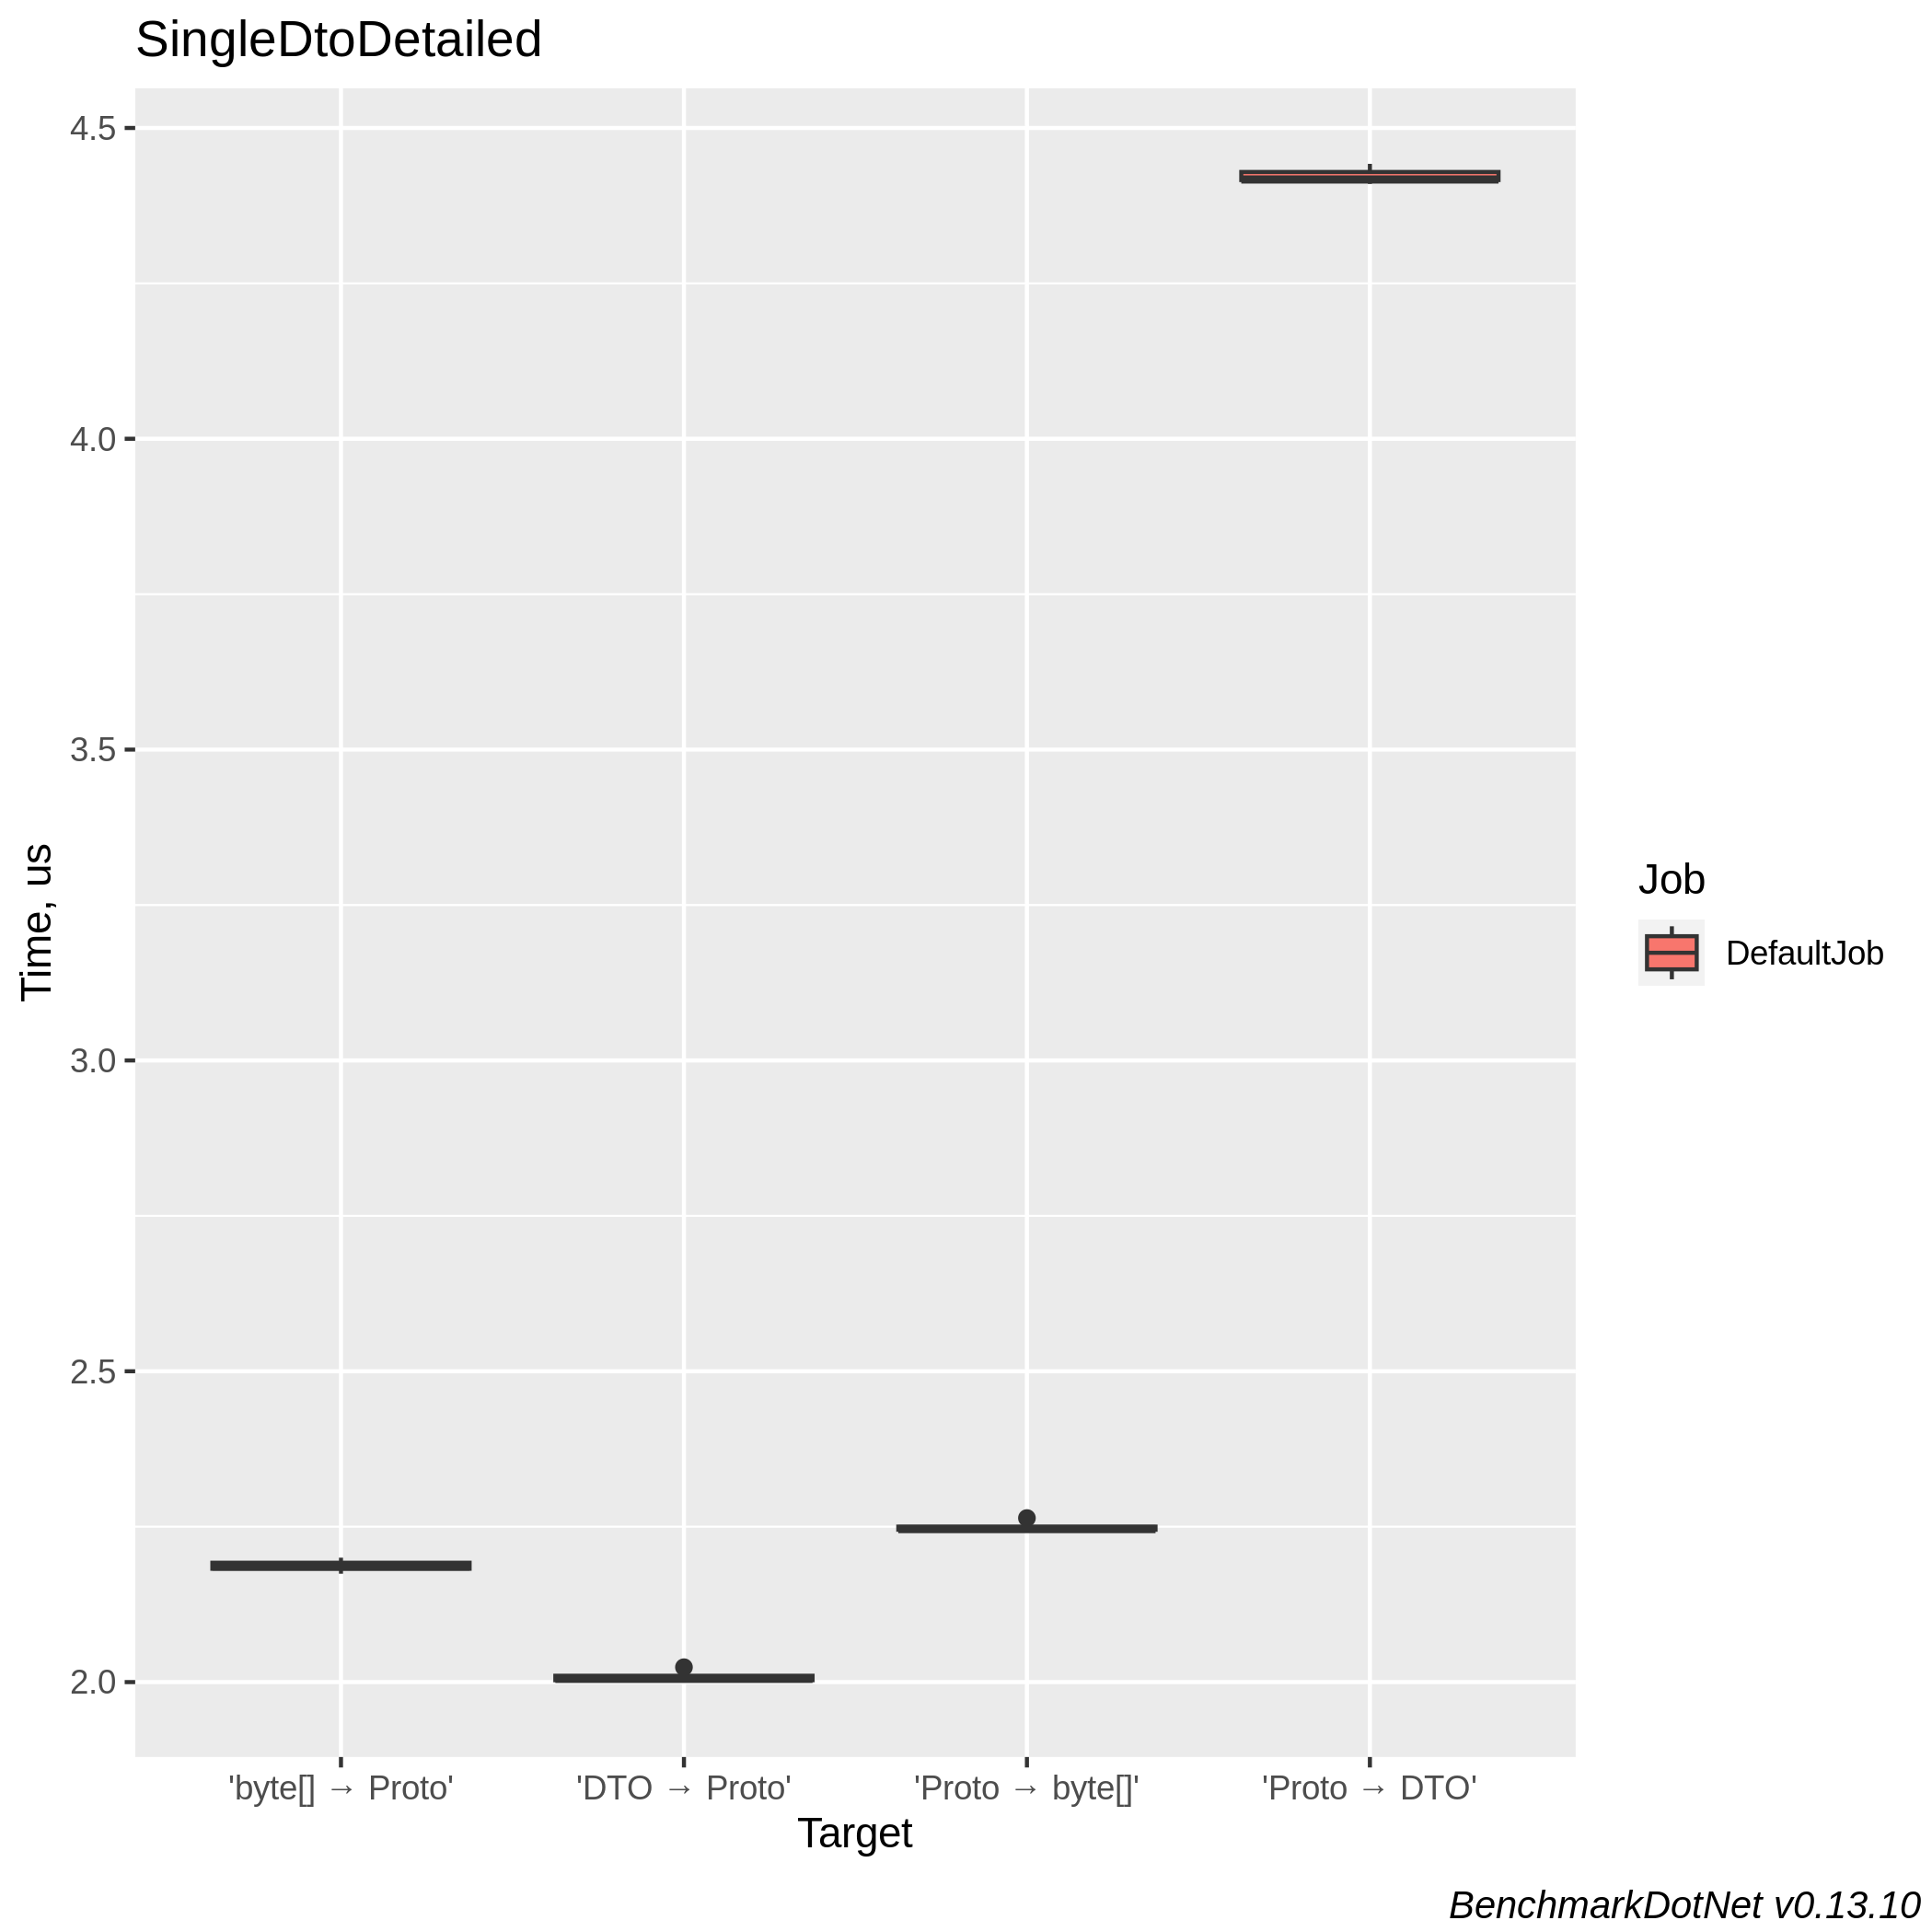 SingleDtoDetailed
4.5
4.0
3.5
3.0
2.5
2.0
Time, us
'byte[] → Proto'
'DTO → Proto'
'Proto → byte[]'
'Proto → DTO'
Target
Job
DefaultJob
BenchmarkDotNet v0.13.10